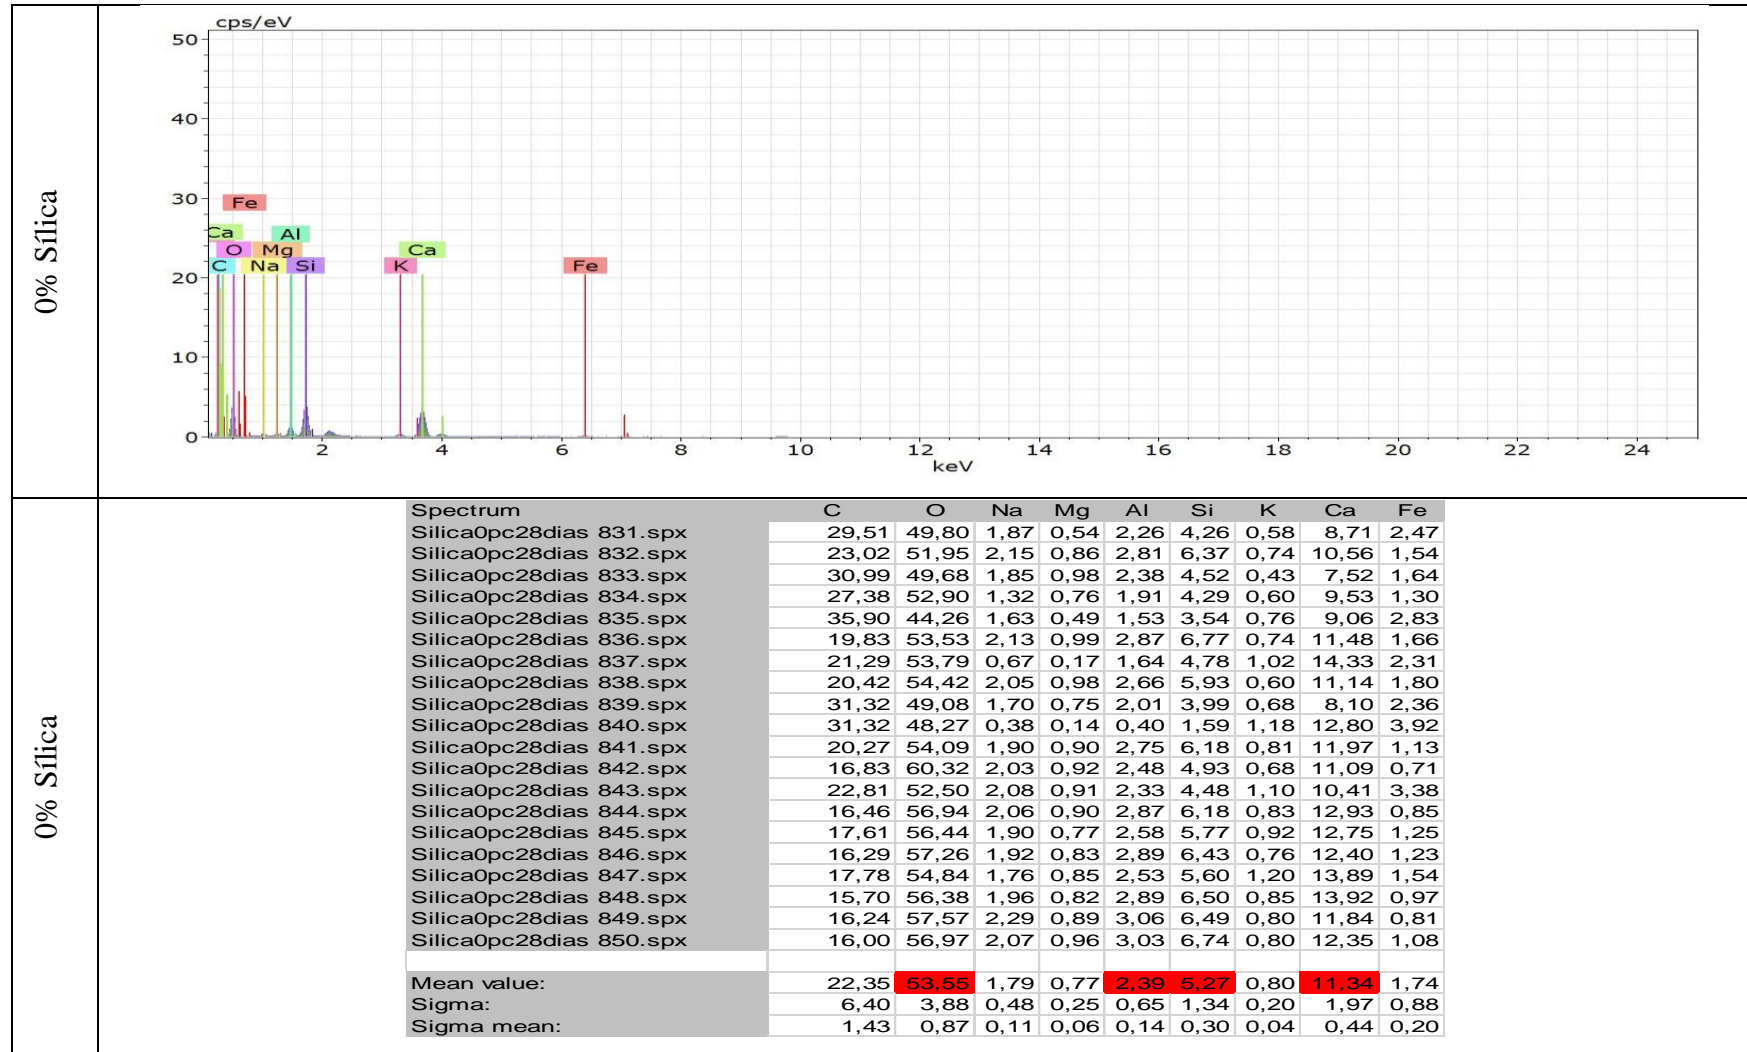 0% Sílica
cps/eV
50
40
30
20
10
0
Fe
Ca Al
O Mg Ca
C Na Si K Fe
2 4 6 8 10 12 14 16 18 20 22 24
keV
0% Sílica
Spectrum C O Na Mg Al Si K Ca Fe
Silica0pc28dias 831.spx 29,51 49,80 1,87 0,54 2,26 4,26 0,58 8,71 2,47
Silica0pc28dias 832.spx 23,02 51,95 2,15 0,86 2,81 6,37 0,74 10,56 1,54
Silica0pc28dias 833.spx 30,99 49,68 1,85 0,98 2,38 4,52 0,43 7,52 1,64
Silica0pc28dias 834.spx 27,38 52,90 1,32 0,76 1,91 4,29 0,60 9,53 1,30
Silica0pc28dias 835.spx 35,90 44,26 1,63 0,49 1,53 3,54 0,76 9,06 2,83
Silica0pc28dias 836.spx 19,83 53,53 2,13 0,99 2,87 6,77 0,74 11,48 1,66
Silica0pc28dias 837.spx 21,29 53,79 0,67 0,17 1,64 4,78 1,02 14,33 2,31
Silica0pc28dias 838.spx 20,42 54,42 2,05 0,98 2,66 5,93 0,60 11,14 1,80
Silica0pc28dias 839.spx 31,32 49,08 1,70 0,75 2,01 3,99 0,68 8,10 2,36
Silica0pc28dias 840.spx 31,32 48,27 0,38 0,14 0,40 1,59 1,18 12,80 3,92
Silica0pc28dias 841.spx 20,27 54,09 1,90 0,90 2,75 6,18 0,81 11,97 1,13
Silica0pc28dias 842.spx 16,83 60,32 2,03 0,92 2,48 4,93 0,68 11,09 0,71
Silica0pc28dias 843.spx 22,81 52,50 2,08 0,91 2,33 4,48 1,10 10,41 3,38
Silica0pc28dias 844.spx 16,46 56,94 2,06 0,90 2,87 6,18 0,83 12,93 0,85
Silica0pc28dias 845.spx 17,61 56,44 1,90 0,77 2,58 5,77 0,92 12,75 1,25
Silica0pc28dias 846.spx 16,29 57,26 1,92 0,83 2,89 6,43 0,76 12,40 1,23
Silica0pc28dias 847.spx 17,78 54,84 1,76 0,85 2,53 5,60 1,20 13,89 1,54
Silica0pc28dias 848.spx 15,70 56,38 1,96 0,82 2,89 6,50 0,85 13,92 0,97
Silica0pc28dias 849.spx 16,24 57,57 2,29 0,89 3,06 6,49 0,80 11,84 0,81
Silica0pc28dias 850.spx 16,00 56,97 2,07 0,96 3,03 6,74 0,80 12,35 1,08
Mean value: 22,35 53,55 1,79 0,77 2,39 5,27 0,80 11,34 1,74
Sigma: 6,40 3,88 0,48 0,25 0,65 1,34 0,20 1,97 0,88
Sigma mean: 1,43 0,87 0,11 0,06 0,14 0,30 0,04 0,44 0,20